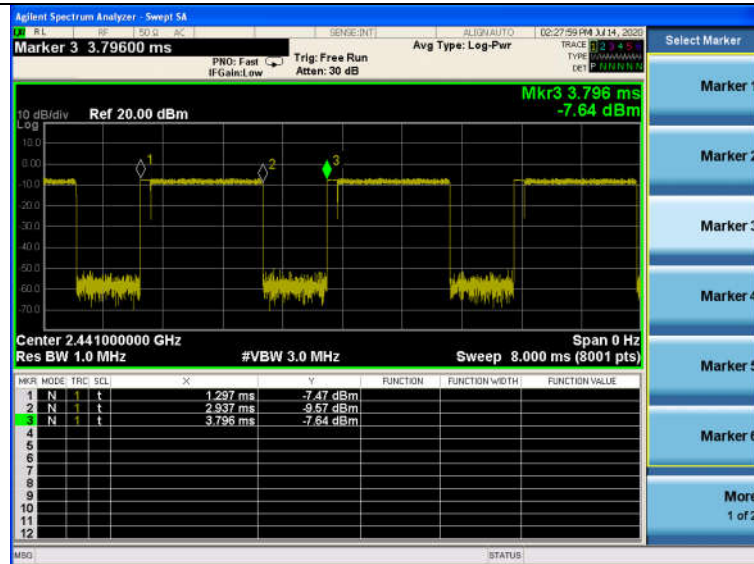 Agilent Spectrum Analyzer - Swept SA
RL RF 50 Ω AC SENSE:INT ALIGNAUTO 02:27:59 PM Jul 14, 2020
Marker 3 3.79600 ms
PNO: Fast Trig: Free Run Avg Type: Log-Pwr TRACE 1 2 3 4 5 6
IFGain:Low Atten: 30 dB TYPE
DET P N N N N N
Select Marker
Mkr3 3.796 ms
-7.64 dBm
10 dB/div Ref 20.00 dBm
Log
10.0
0.00
-10.0
-20.0
-30.0
-40.0
-50.0
-60.0
-70.0
1
2
3
Center 2.441000000 GHz Span 0 Hz
Res BW 1.0 MHz #VBW 3.0 MHz Sweep 8.000 ms (8001 pts)
MKR MODE TRC SCL X Y FUNCTION FUNCTION WIDTH FUNCTION VALUE
1 N 1 t 1.297 ms -7.47 dBm
2 N 1 t 2.937 ms -9.57 dBm
3 N 1 t 3.796 ms -7.64 dBm
4
5
6
7
8
9
10
11
12
MSG STATUS
Marker 1
Marker 2
Marker 3
Marker 4
Marker 5
Marker 6
More
1 of 2